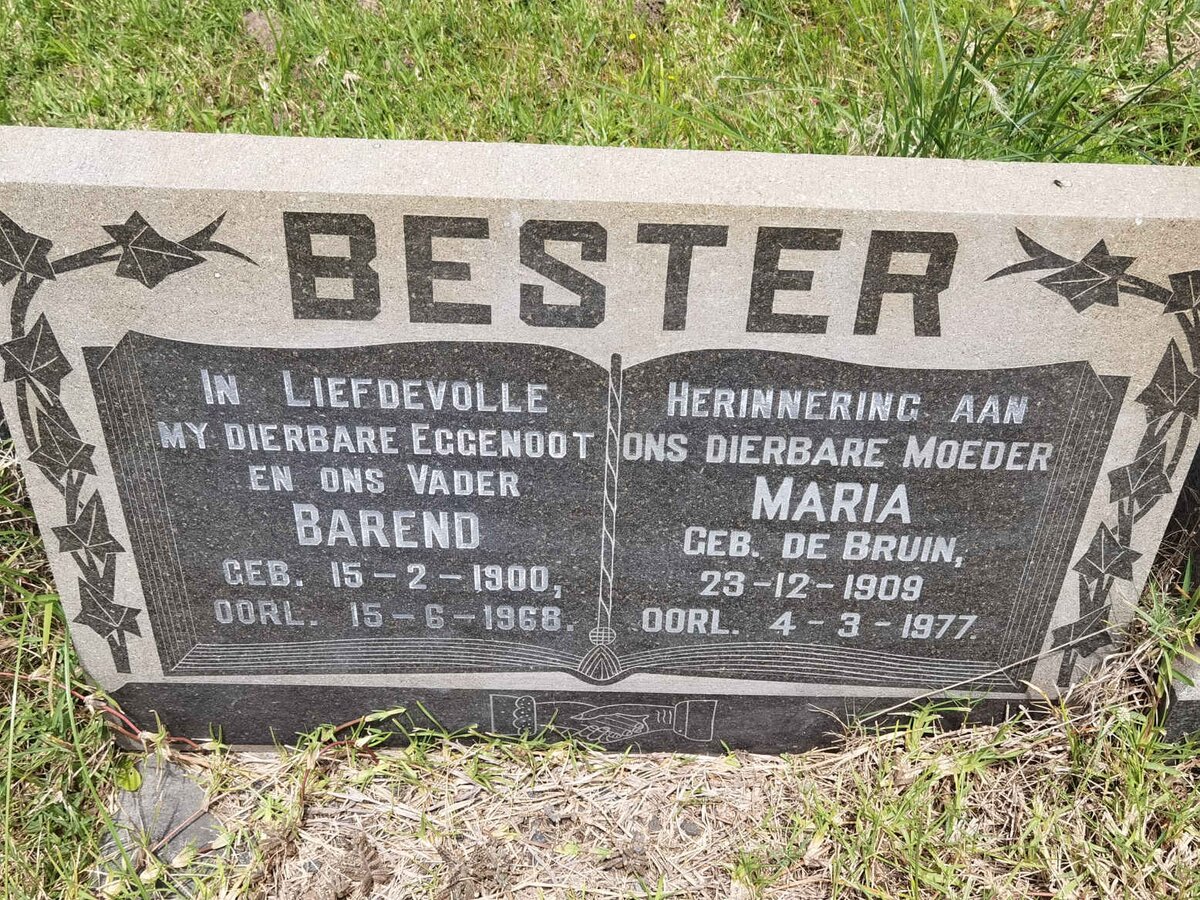 BESTER
IN LIEFDEVOLLE
MY DIERBARE EGGENOOT
EN ONS VADER
BAREND
GEB. 15-2-1900,
OORL. 15-6-1968.
HERINNERING AAN
ONS DIERBARE MOEDER
MARIA
GEB. DE BRUIN,
23-12-1909
OORL. 4-3-1977.